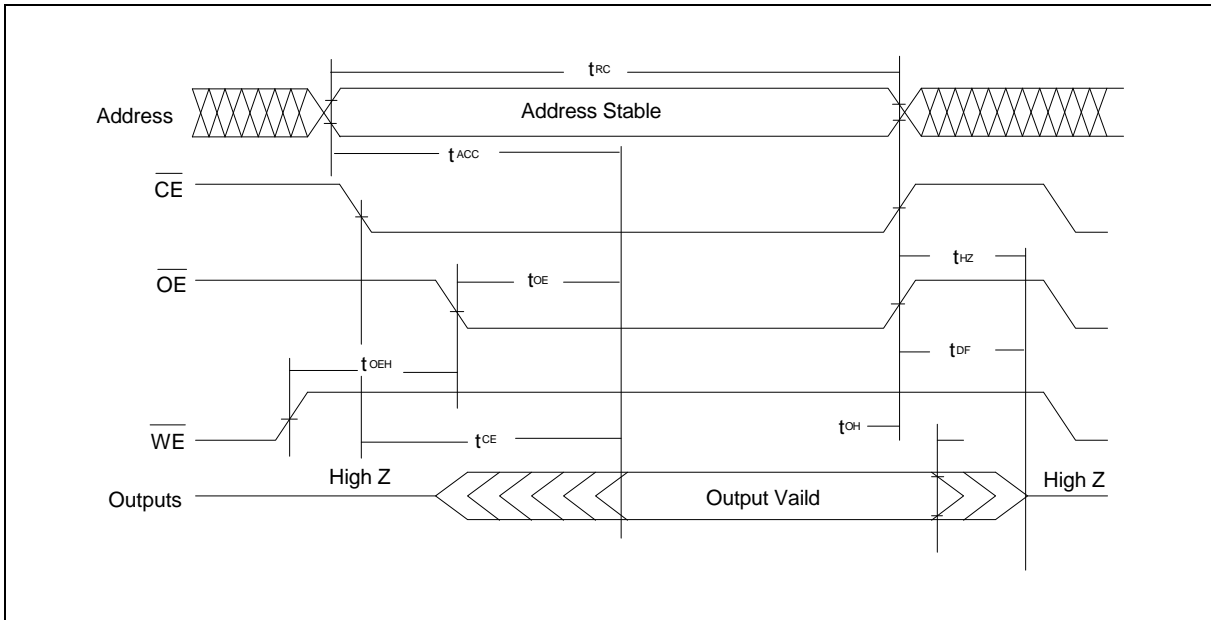 tRC
Address
Address Stable
tACC
CE
tHZ
OE
tOE
tDF
tOEH
tOH
WE
tCE
High Z
High Z
Outputs
Output Vaild